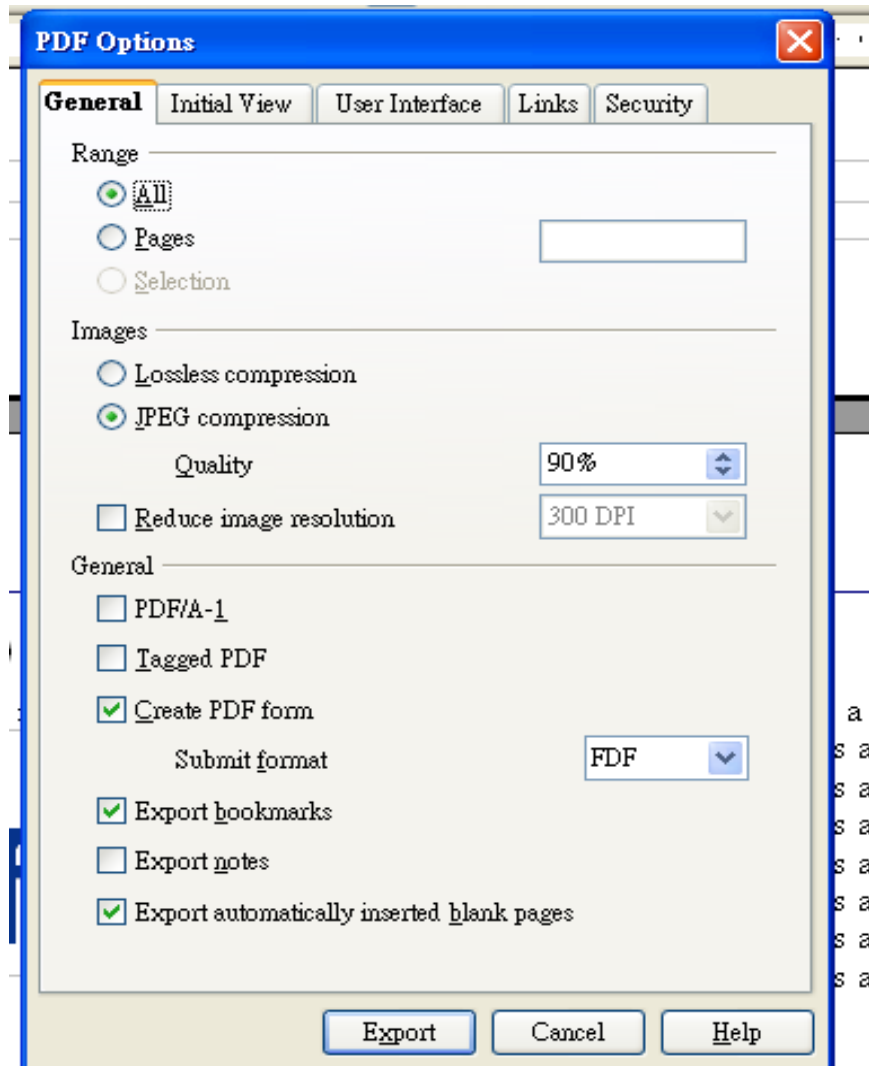 PDF Options
General Initial View User Interface Links Security
Range
All
Pages
Selection
Images
Lossless compression
JPEG compression
Quality 90%
Reduce image resolution 300 DPI
General
PDF/A-1
Tagged PDF
Create PDF form
a
Submit format FDF
s a
s a
Export bookmarks
s a
Export notes
s a
s a
Export automatically inserted blank pages
s a
s a
Export Cancel Help